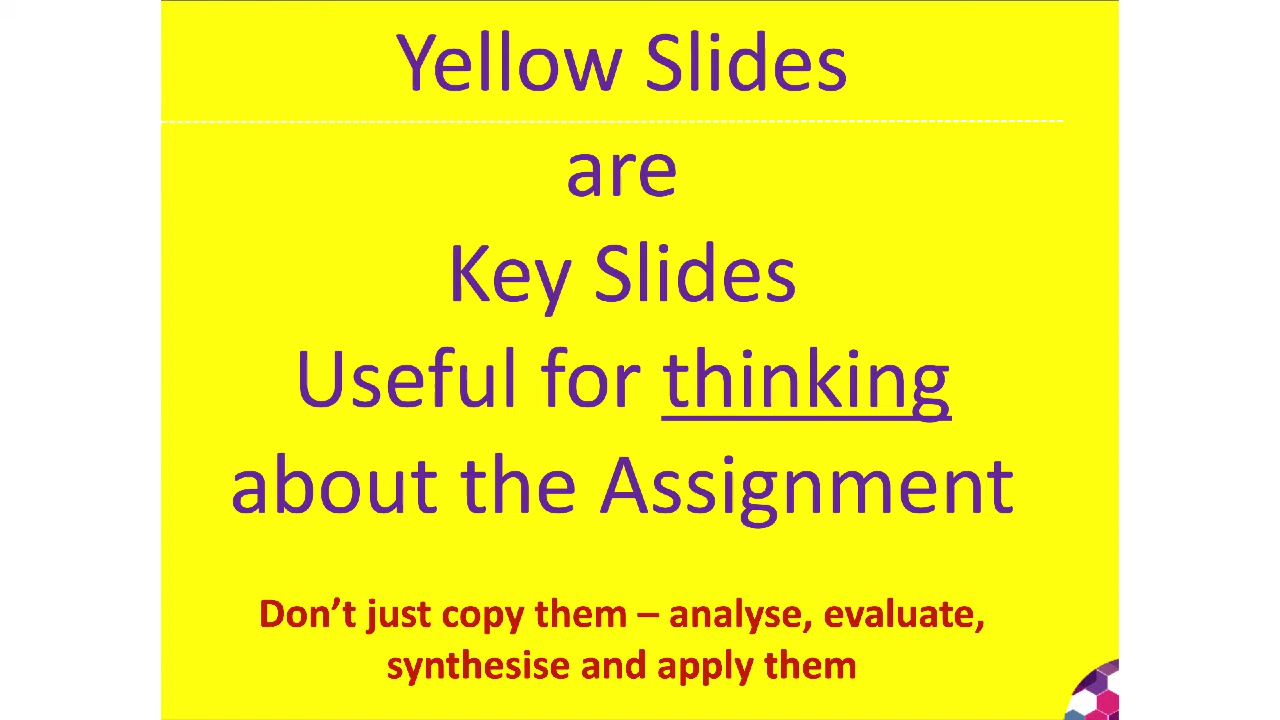 Yellow Slides
are
Key Slides
Useful for thinking
about the Assignment
Don’t just copy them – analyse, evaluate,
synthesise and apply them